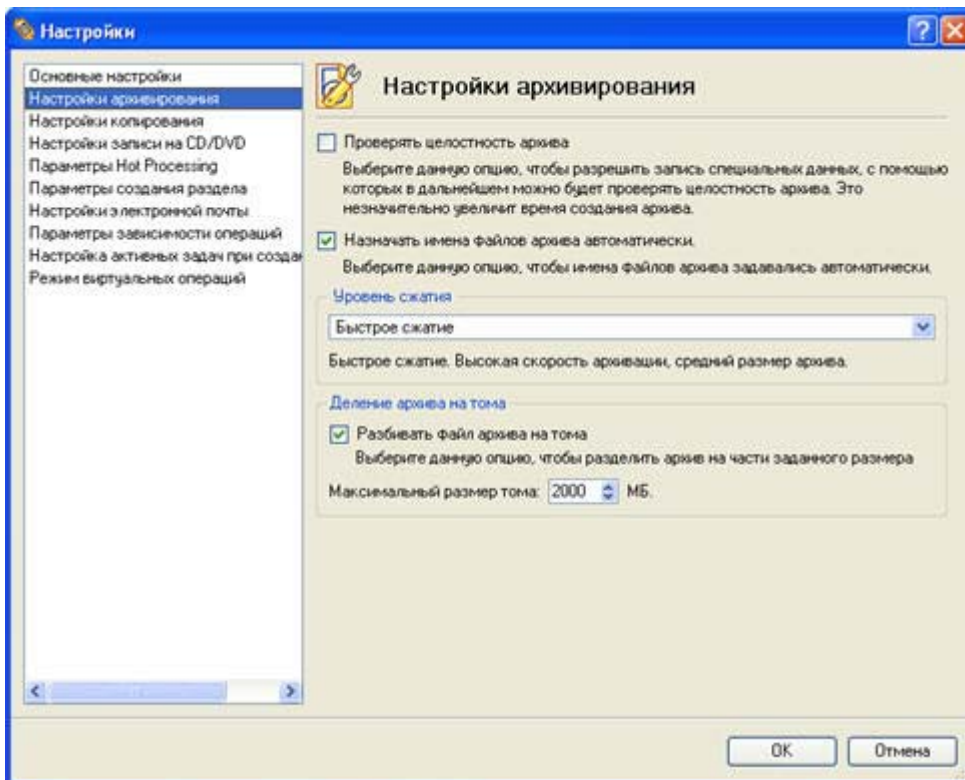 Настройки
Основные настройки
Настройки архивирования
Настройки копирования
Настройки записи на CD/DVD
Параметры Hot Processing
Параметры создания раздела
Настройки электронной почты
Параметры зависимости операций
Настройка активных задач при создан
Режим виртуальных операций
Настройки архивирования
Проверять целостность архива
Выберите данную опцию, чтобы разрешить запись специальных данных, с помощью
которых в дальнейшем можно будет проверять целостность архива. Это
незначительно увеличит время создания архива.
Назначать имена файлов архива автоматически.
Выберите данную опцию, чтобы имена файлов архива задавались автоматически.
Уровень сжатия
Быстрое сжатие
Быстрое сжатие. Высокая скорость архивации, средний размер архива.
Деление архива на тома
Разбивать файл архива на тома
Выберите данную опцию, чтобы разделить архив на части заданного размера
Максимальный размер тома: 2000 МБ.
OK
Отмена